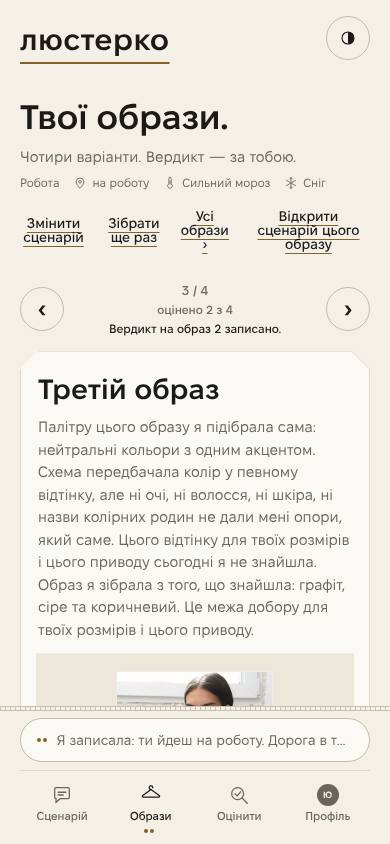 люстерко
Твої образи.
Чотири варіанти. Вердикт — за тобою.
Робота на роботу Сильний мороз Сніг
Змінити сценарій
Зібрати ще раз
Усі образи ›
Відкрити сценарій цього образу
‹
3 / 4
оцінено 2 з 4
Вердикт на образ 2 записано.
›
Третій образ
Палітру цього образу я підібрала сама:
нейтральні кольори з одним акцентом.
Схема передбачала колір у певному
відтінку, але ні очі, ні волосся, ні шкіра, ні
назви колірних родин не дали мені опори,
який саме. Цього відтінку для твоїх розмірів
і цього приводу сьогодні я не знайшла.
Образ я зібрала з того, що знайшла: графіт,
сіре та коричневий. Це межа добору для
твоїх розмірів і цього приводу.
Я записала: ти йдеш на роботу. Дорога в т…
Сценарій
Образи
Оцінити
Ю
Профіль